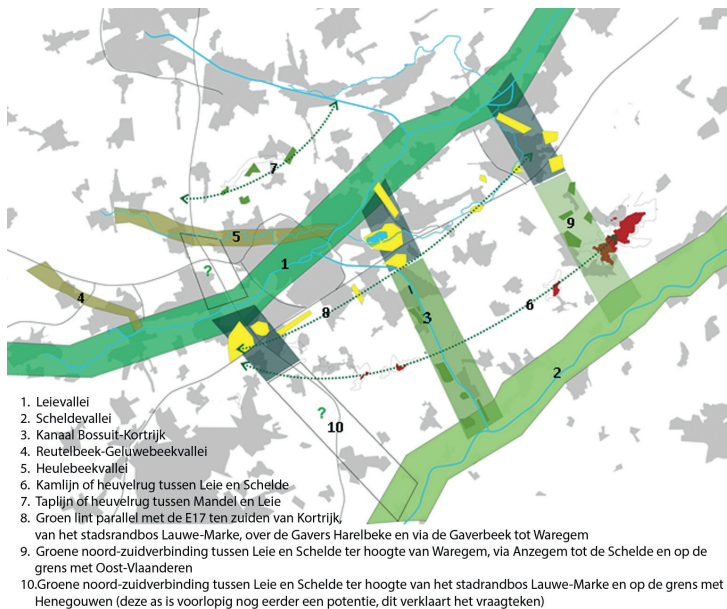 7
9
5
?
1
4
8
6
3
2
?
10
1. Leievallei
2. Scheldevallei
3. Kanaal Bossuit-Kortrijk
4. Reutelbeek-Geluwebeekvallei
5. Heulebeekvallei
6. Kamlijn of heuvelrug tussen Leie en Schelde
7. Taplijn of heuvelrug tussen Mandel en Leie
8. Groen lint parallel met de E17 ten zuiden van Kortrijk,
van het stadsrandbos Lauwe-Marke, over de Gavers Harelbeke en via de Gaverbeek tot Waregem
9. Groene noord-zuidverbinding tussen Leie en Schelde ter hoogte van Waregem, via Anzegem tot de Schelde en op de
grens met Oost-Vlaanderen
10.Groene noord-zuidverbinding tussen Leie en Schelde ter hoogte van het stadrandbos Lauwe-Marke en op de grens met
Henegouwen (deze as is voorlopig nog eerder een potentie, dit verklaart het vraagteken)